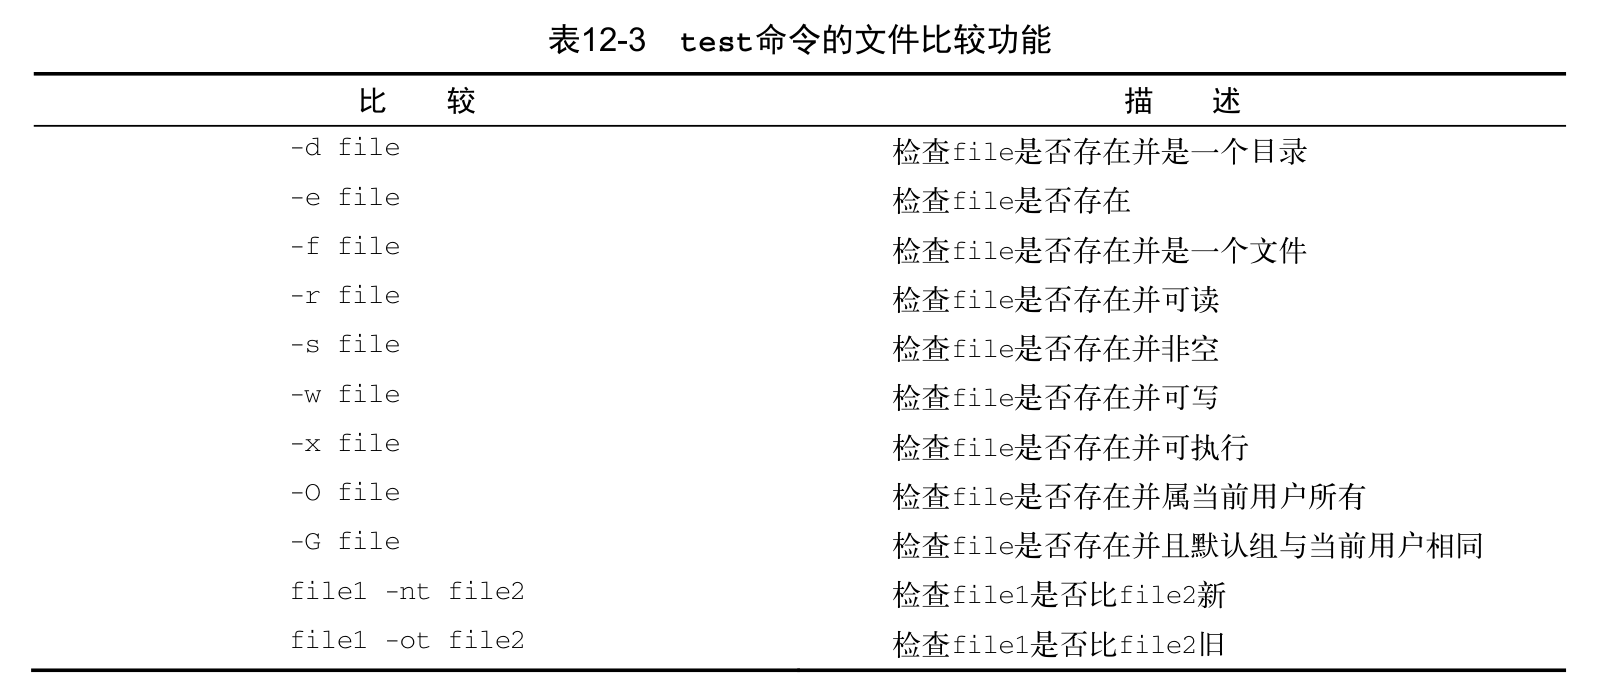 表12-3 test命令的文件比较功能
比 较 描 述
-d file 检查file是否存在并是一个目录
-e file 检查file是否存在
-f file 检查file是否存在并是一个文件
-r file 检查file是否存在并可读
-s file 检查file是否存在并非空
-w file 检查file是否存在并可写
-x file 检查file是否存在并可执行
-O file 检查file是否存在并属当前用户所有
-G file 检查file是否存在并且默认组与当前用户相同
file1 -nt file2 检查file1是否比file2新
file1 -ot file2 检查file1是否比file2旧